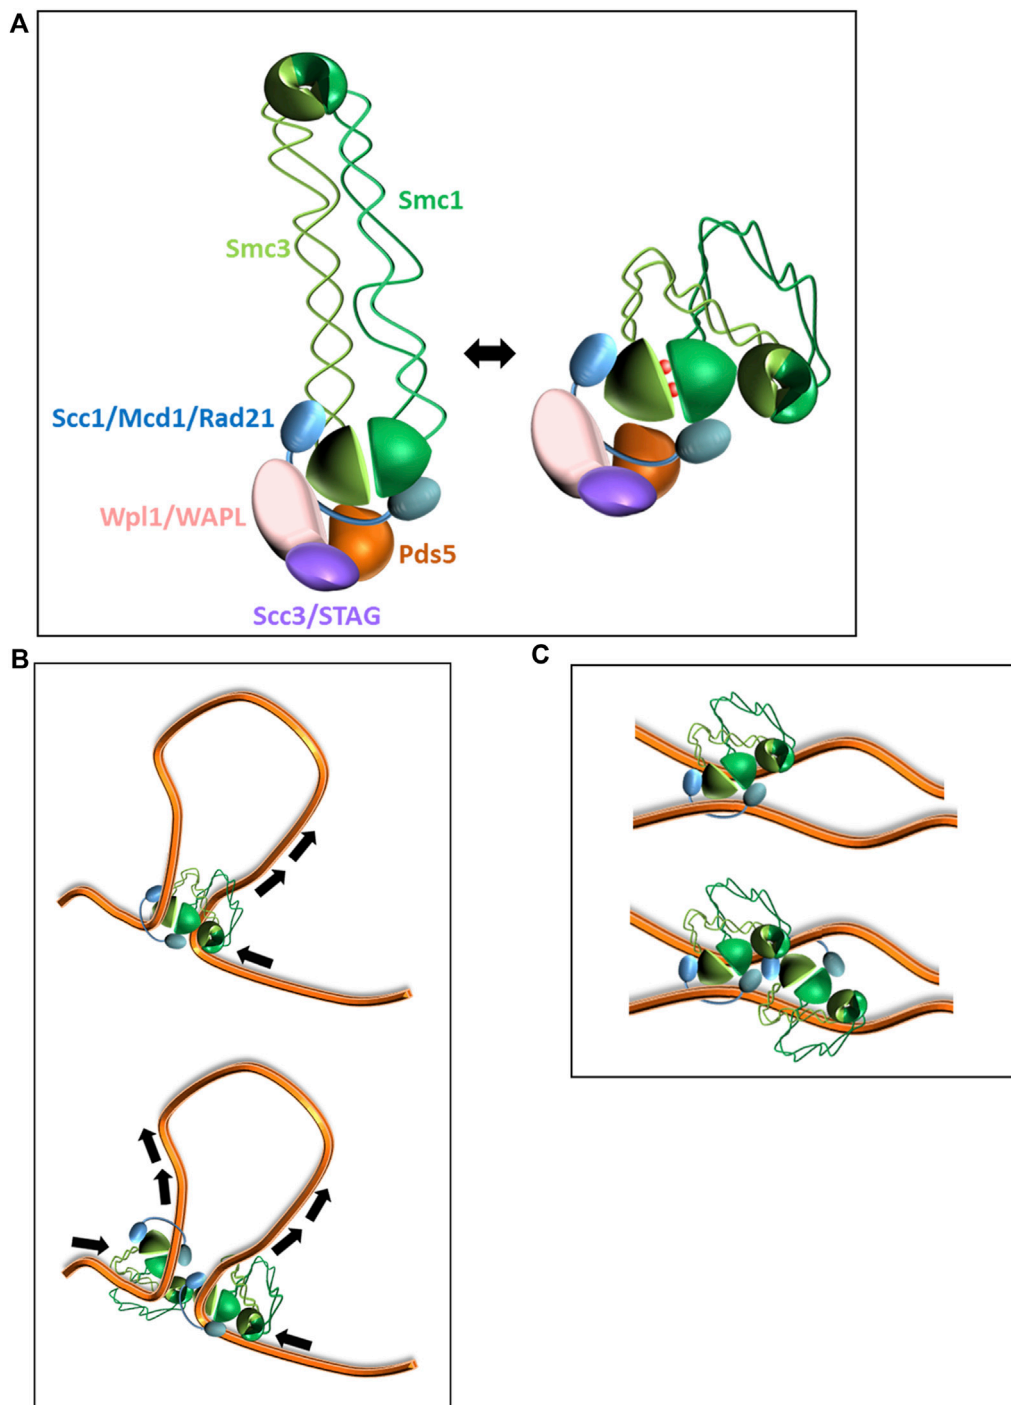 A
Smc1
Smc3
Scc1/Mcd1/Rad21
Wpl1/WAPL
Pds5
Scc3/STAG
B
C